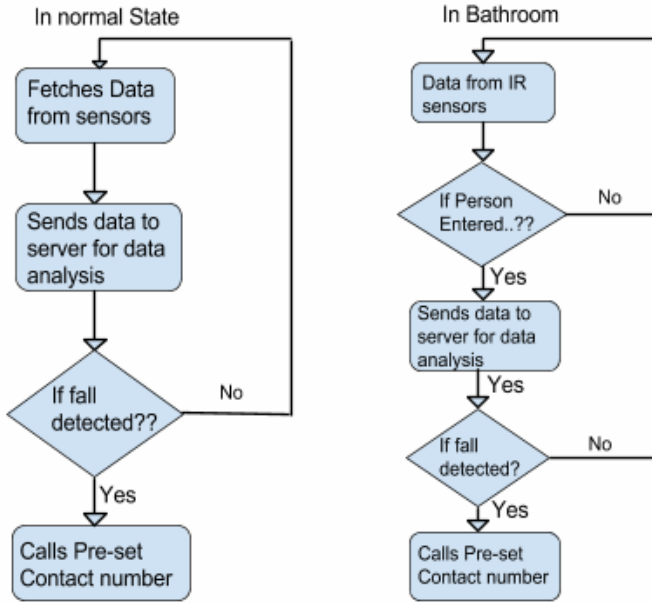 In normal State
Fetches Data
from sensors
Sends data to
server for data
analysis
If fall
detected??
No
Yes
Calls Pre-set
Contact number
In Bathroom
Data from IR
sensors
If Person
Entered..??
No
Yes
Sends data to
server for data
analysis
Yes
If fall
detected?
No
Yes
Calls Pre-set
Contact number